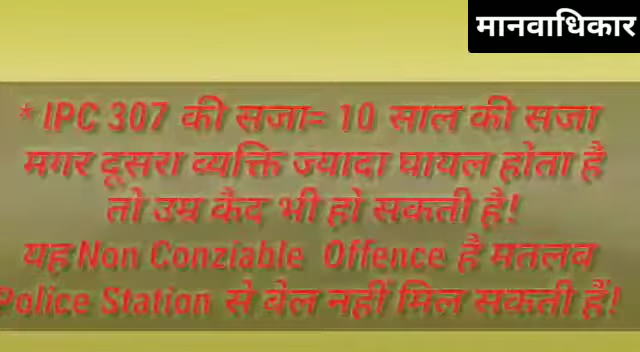 मानवाधिकार
* IPC 307 की सजा= 10 साल की सजा
मगर दूसरा व्यक्ति ज्यादा घायल होता है
तो उम्र कैद भी हो सकती है!
यह Non Conziable Offence है मतलब
Police Station से बेल नहीं मिल सकती हैं!